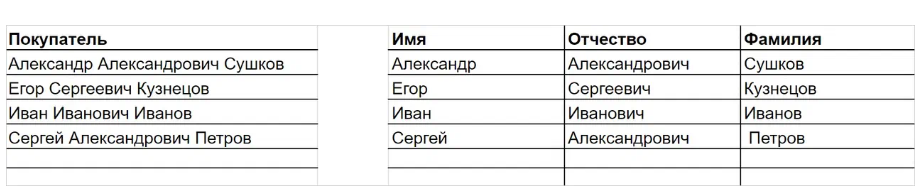 Покупатель Имя Отчество Фамилия
Александр Александрович Сушков Александр Александрович Сушков
Егор Сергеевич Кузнецов Егор Сергеевич Кузнецов
Иван Иванович Иванов Иван Иванович Иванов
Сергей Александрович Петров Сергей Александрович Петров